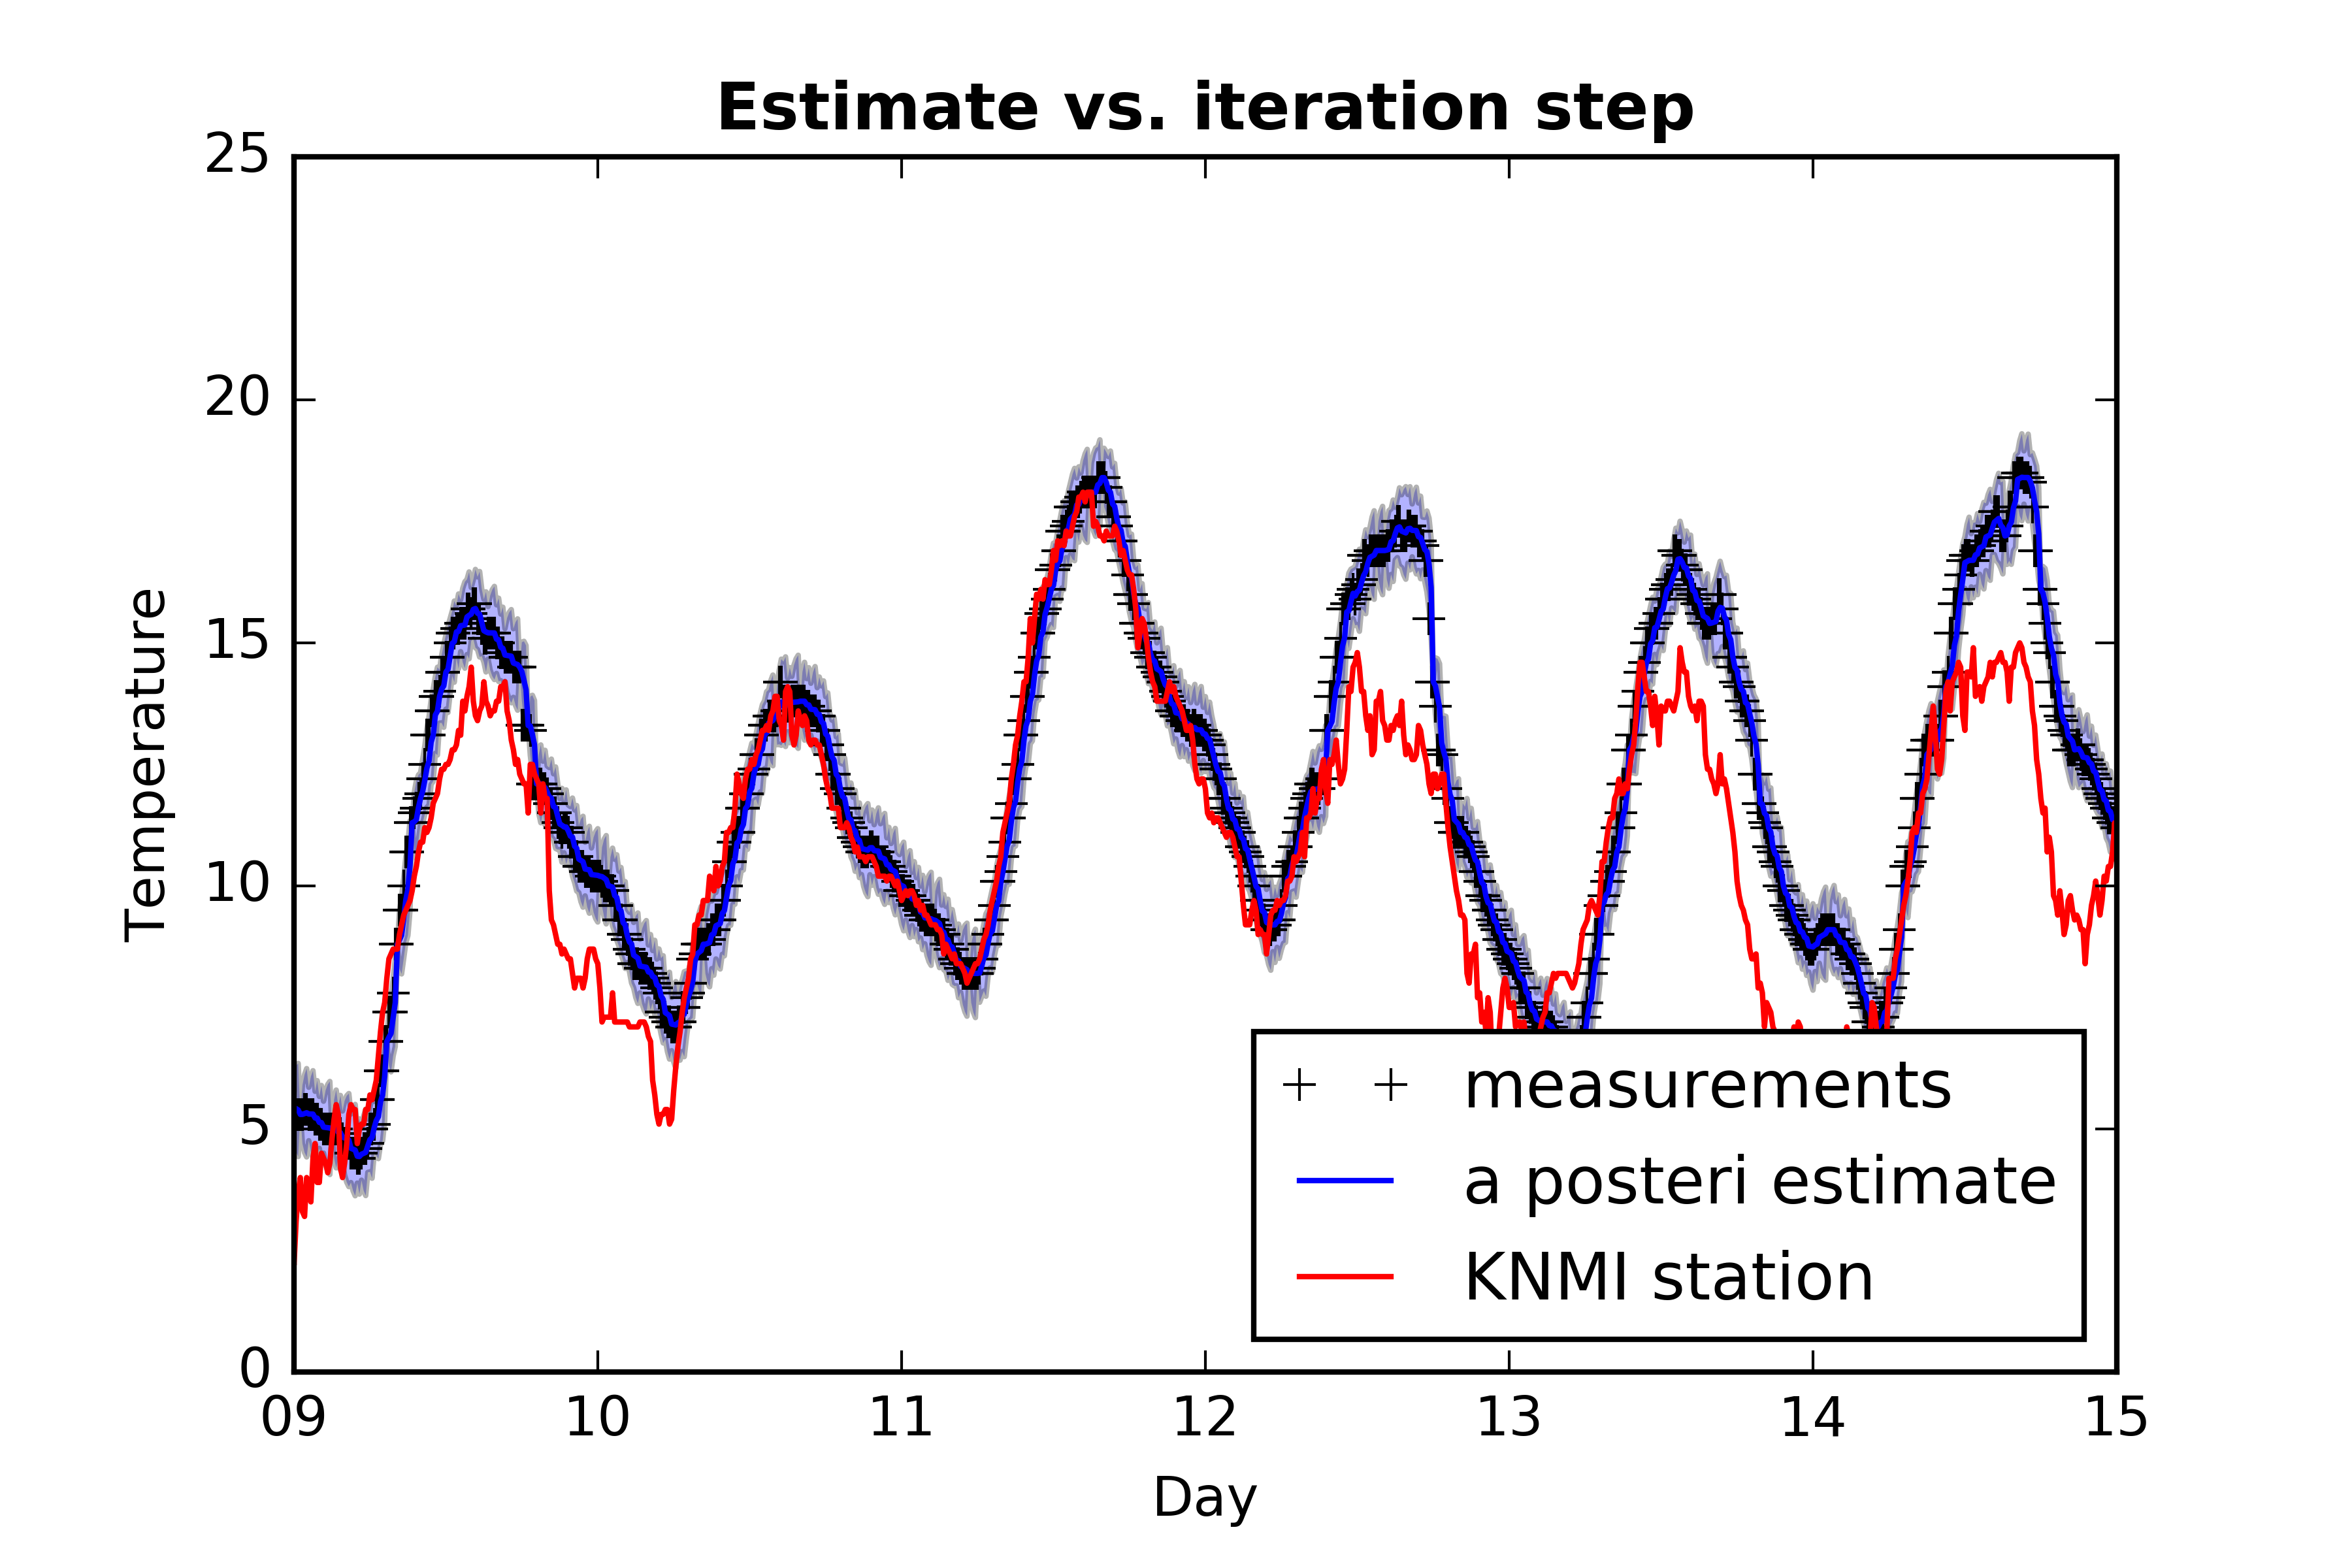 Estimate vs. iteration step
25
20
15
10
5
0
Temperature
09 10 11 12 13 14 15
Day
measurements
a posteri estimate
KNMI station